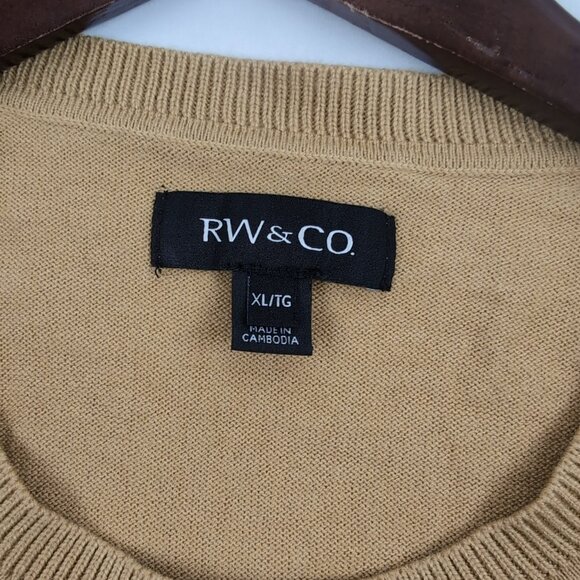 RW & CO.
XL/TG
MADE IN
CAMBODIA